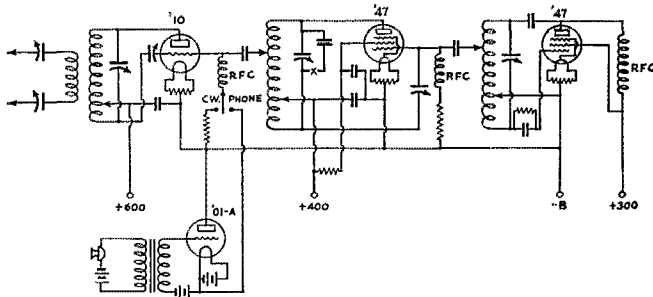 '10
'47
'47
RFC
RFC
RFC
C.W. PHONE
X
+600
+400
-B
+300
'01-A